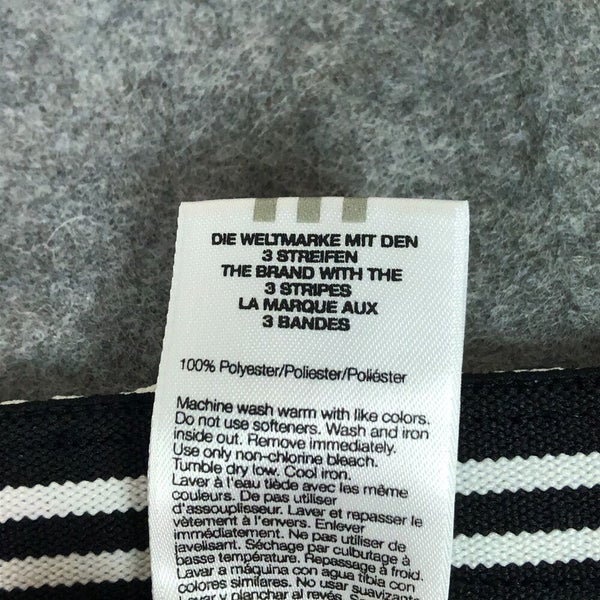 DIE WELTMARKE MIT DEN
3 STREIFEN
THE BRAND WITH THE
3 STRIPES
LA MARQUE AUX
3 BANDES
100% Polyester/Poliester/Poliéster
Machine wash warm with like colors.
Do not use softeners. Wash and iron
inside out. Remove immediately.
Use only non-chlorine bleach.
Tumble dry low. Cool iron.
Laver à l'eau tiède avec les même
couleurs. De pas utiliser
d'assouplisseur. Laver et repasser le
vêtement à l'envers. Enlever
immédiatement. Ne pas utiliser de
javelisant. Séchage par culbutage à
basse température. Repassage à froid.
Lavar a máquina con agua tibia con
colores similares. No usar suavizante
Lavar y planchar al revés.